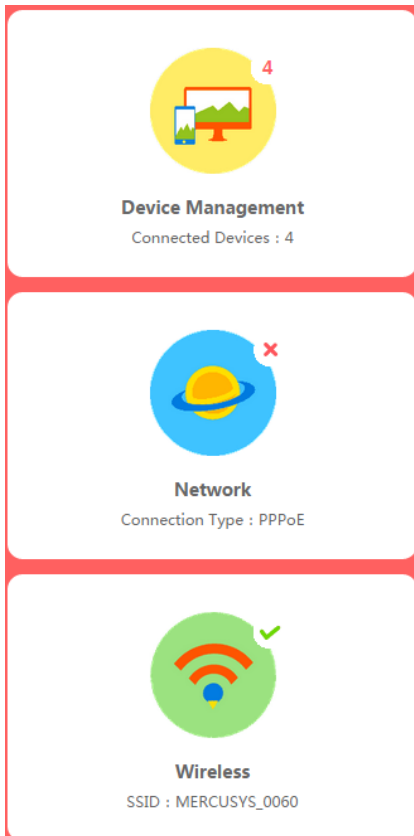 4
Device Management
Connected Devices : 4
Network
Connection Type : PPPoE
Wireless
SSID : MERCUSYS_0060